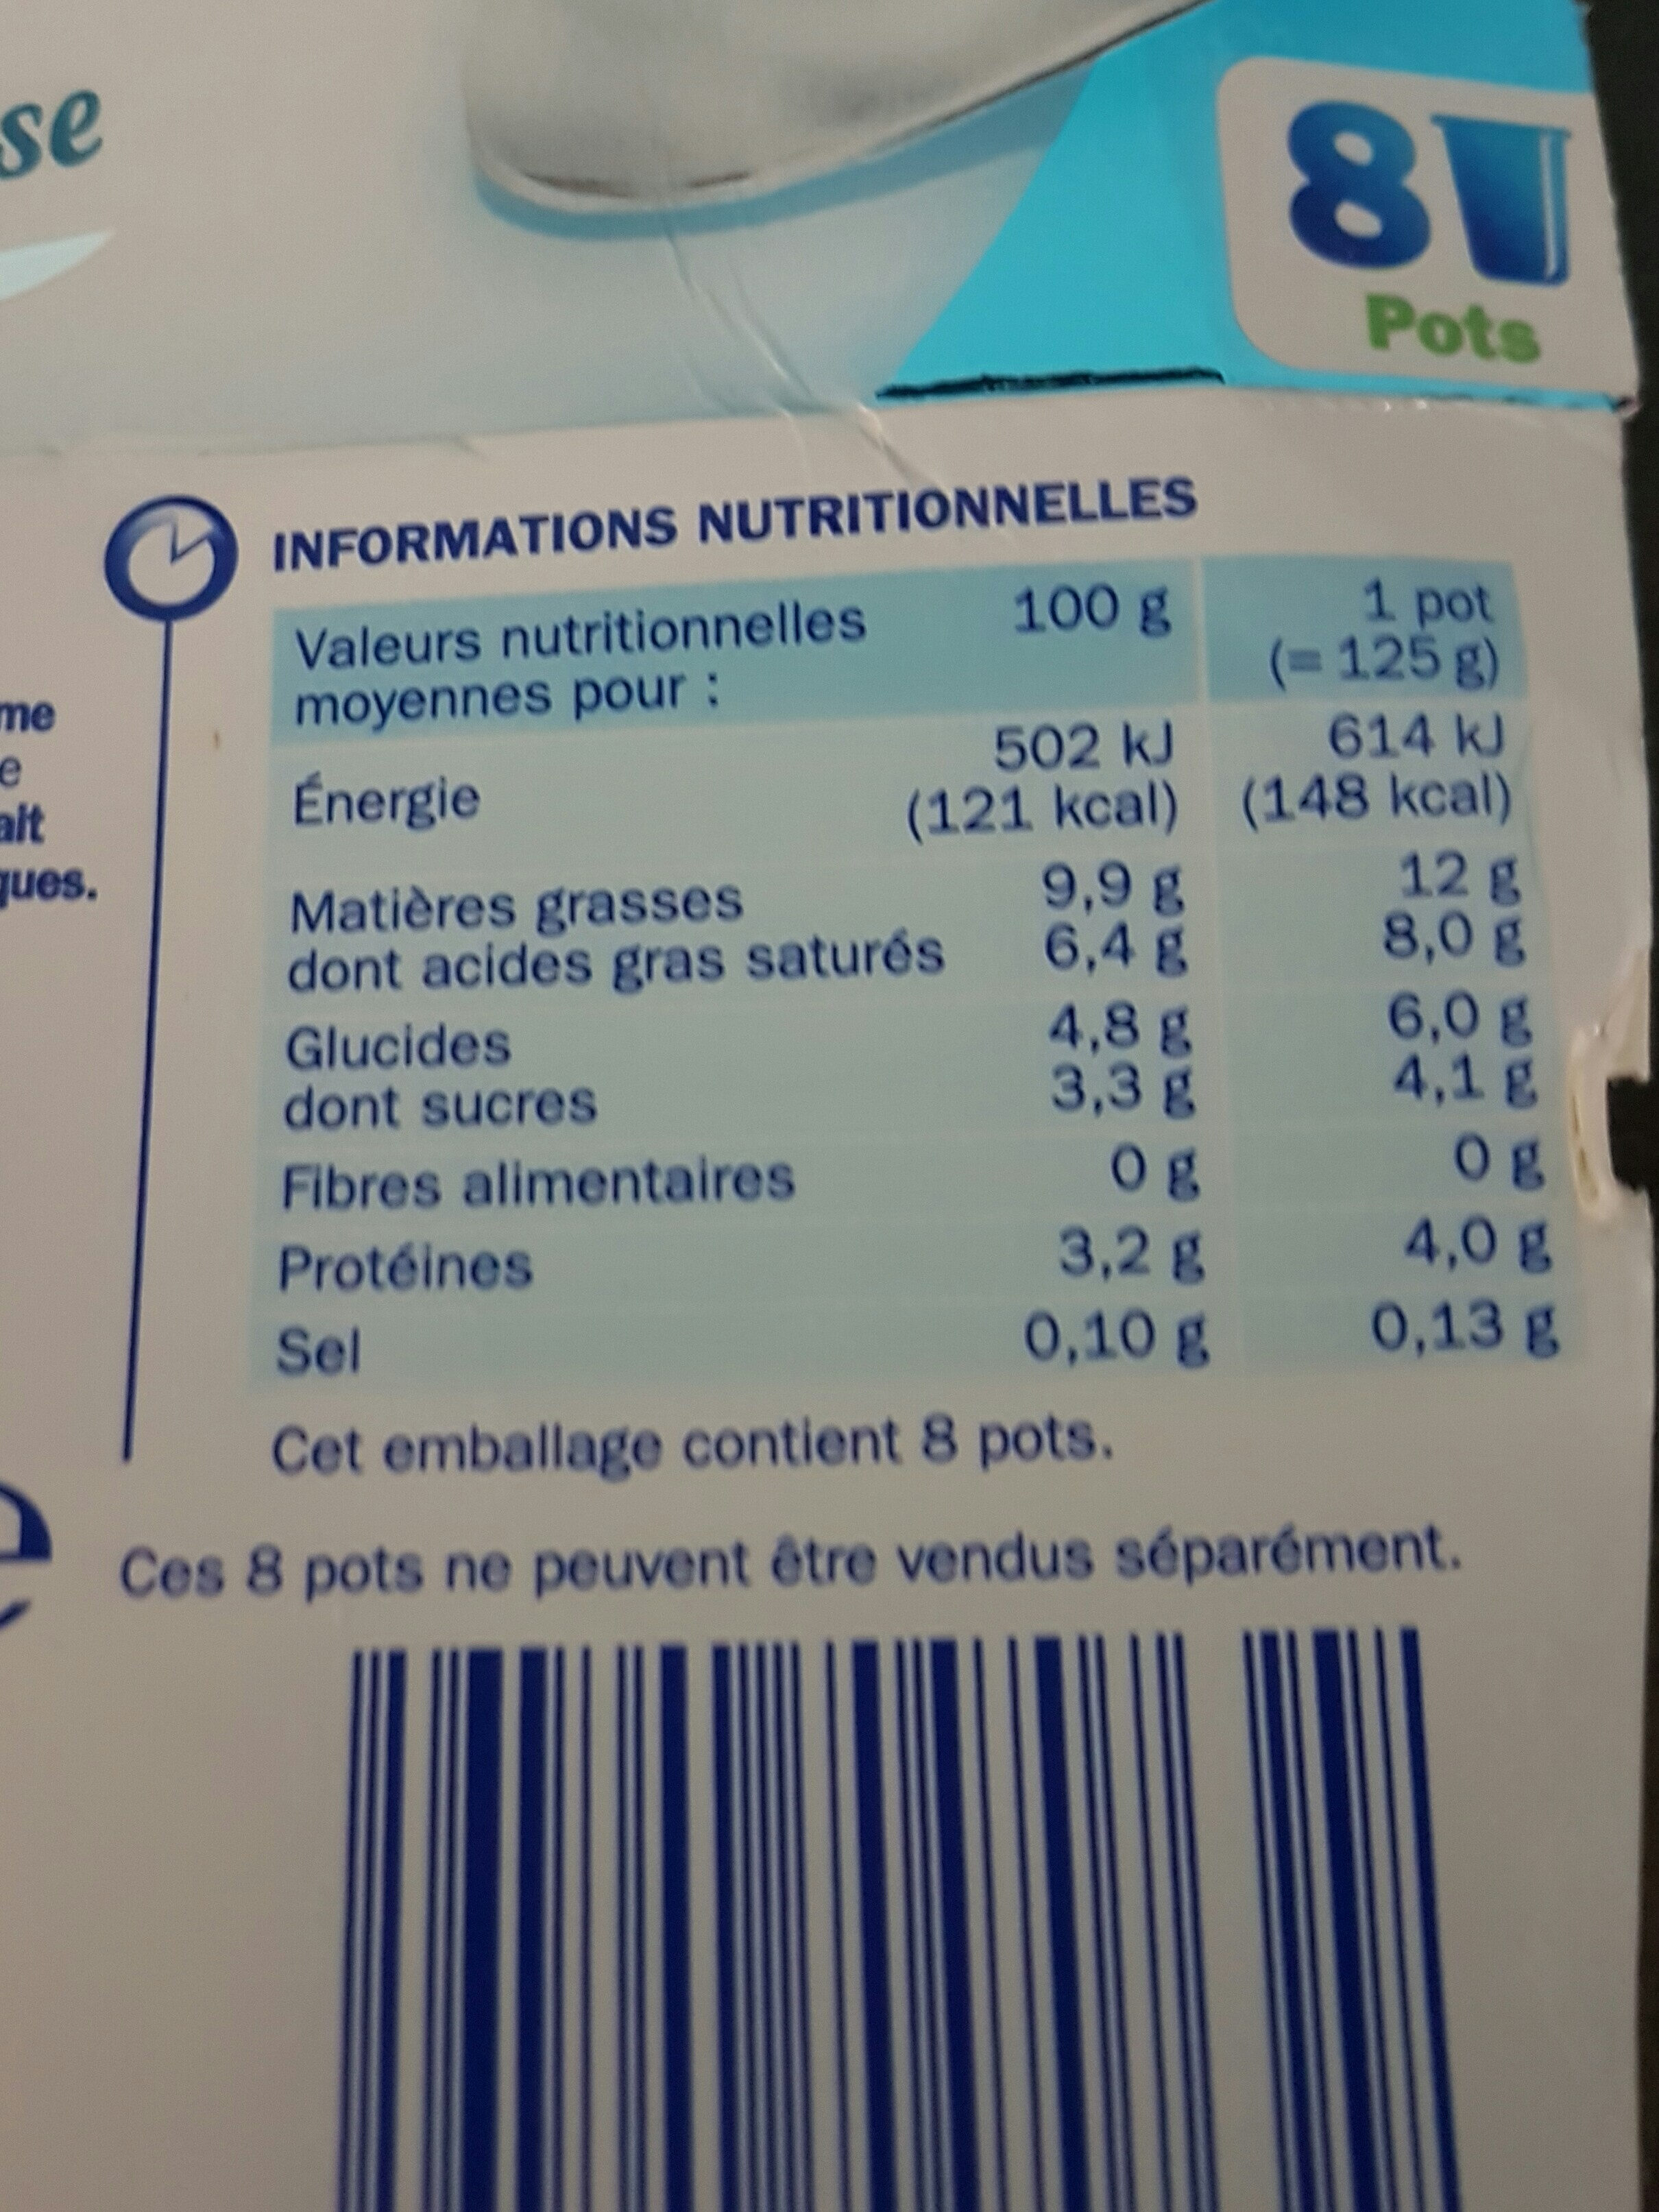 se
8
Pots
INFORMATIONS NUTRITIONNELLES
Valeurs nutritionnelles moyennes pour : 100 g 1 pot (= 125 g)
Énergie 502 kJ (121 kcal) 614 kJ (148 kcal)
Matières grasses 9,9 g 12 g
dont acides gras saturés 6,4 g 8,0 g
Glucides 4,8 g 6,0 g
dont sucres 3,3 g 4,1 g
Fibres alimentaires 0 g 0 g
Protéines 3,2 g 4,0 g
Sel 0,10 g 0,13 g
Cet emballage contient 8 pots.
Ces 8 pots ne peuvent être vendus séparément.
me
e
ait
gues.